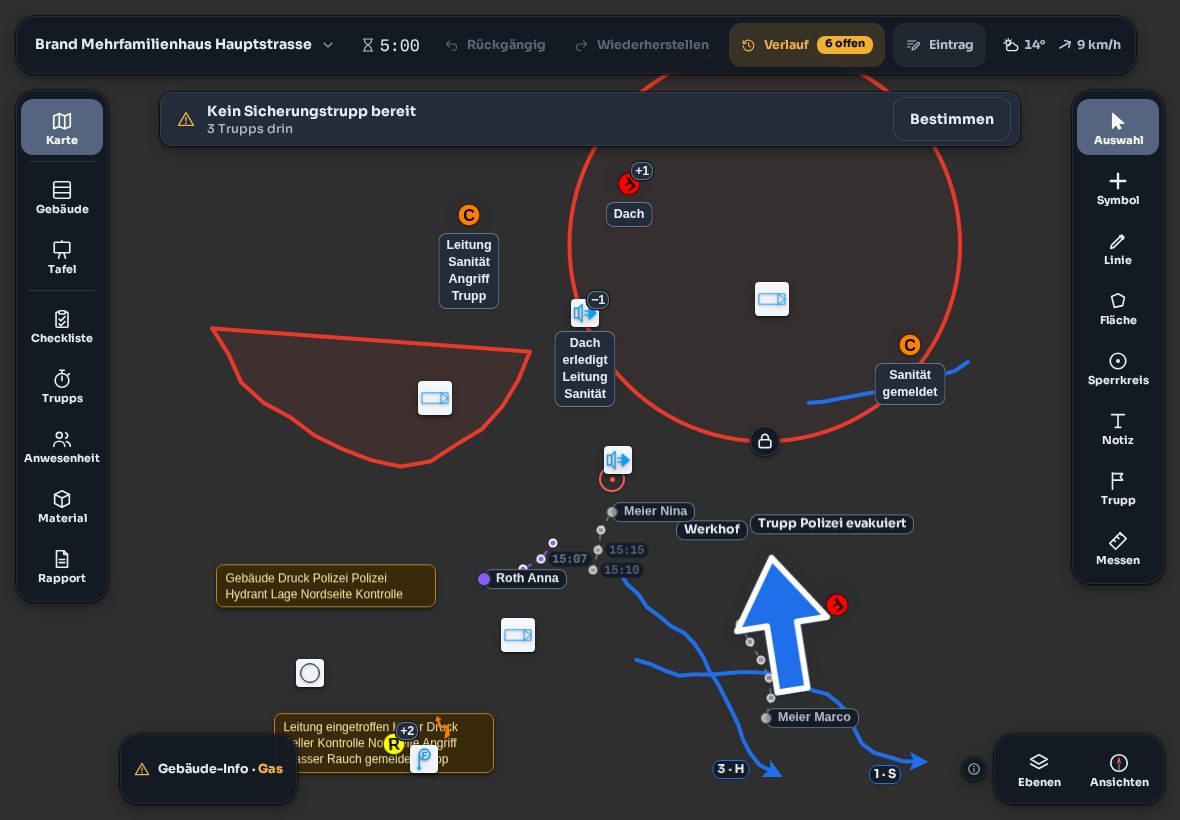 Brand Mehrfamilienhaus Hauptstrasse
5:00
Rückgängig
Wiederherstellen
Verlauf
6 offen
Eintrag
14°
9 km/h
Kein Sicherungstrupp bereit
3 Trupps drin
Bestimmen
Karte
Gebäude
Tafel
Checkliste
Trupps
Anwesenheit
Material
Rapport
Auswahl
Symbol
Linie
Fläche
Sperrkreis
Notiz
Trupp
Messen
+1
Dach
C
Leitung
Sanität
Angriff
Trupp
−1
Dach
erledigt
Leitung
Sanität
C
Sanität
gemeldet
Meier Nina
Werkhof
Trupp Polizei evakuiert
15:15
15:07
15:10
Roth Anna
Gebäude Druck Polizei Polizei
Hydrant Lage Nordseite Kontrolle
Meier Marco
Leitung eingetroffen
Kontrolle
Angriff
Rauch
+2
R
Gebäude-Info · Gas
3 · H
1 · S
Ebenen
Ansichten